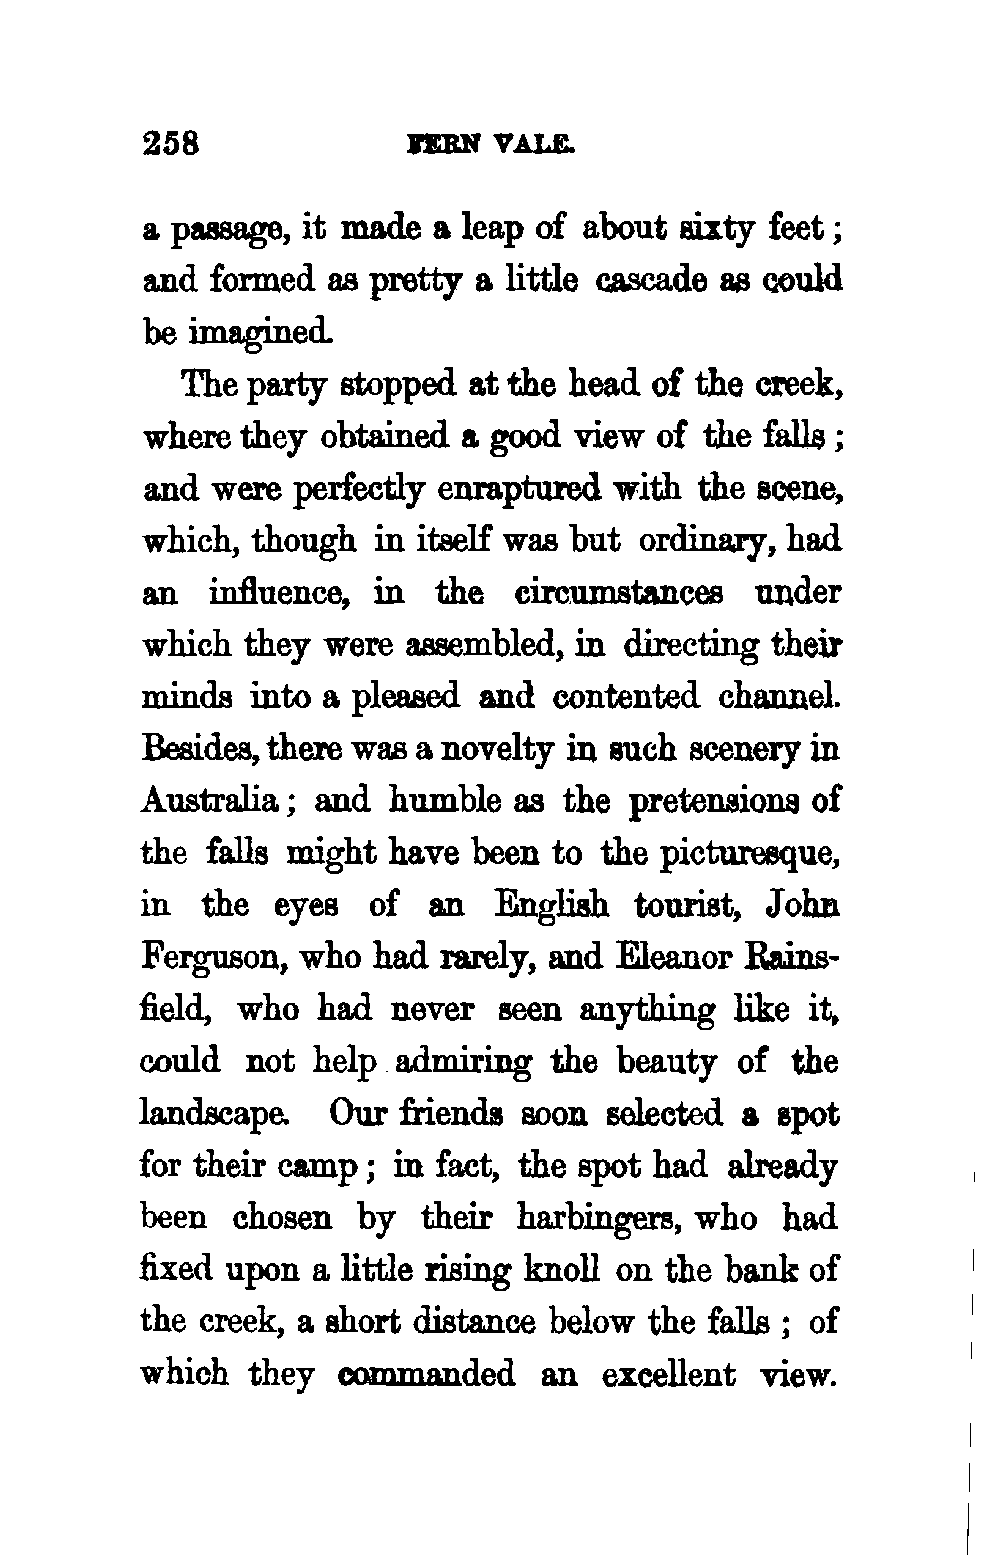 258 FERN VALE.
a passage, it made a leap of about sixty feet ;
and formed as pretty a little cascade as could
be imagined.
The party stopped at the head of the creek,
where they obtained a good view of the falls ;
and were perfectly enraptured with the scene,
which, though in itself was but ordinary, had
an influence, in the circumstances under
which they were assembled, in directing their
minds into a pleased and contented channel.
Besides, there was a novelty in such scenery in
Australia ; and humble as the pretensions of
the falls might have been to the picturesque,
in the eyes of an English tourist, John
Ferguson, who had rarely, and Eleanor Rains-
field, who had never seen anything like it,
could not help admiring the beauty of the
landscape. Our friends soon selected a spot
for their camp ; in fact, the spot had already
been chosen by their harbingers, who had
fixed upon a little rising knoll on the bank of
the creek, a short distance below the falls ; of
which they commanded an excellent view.